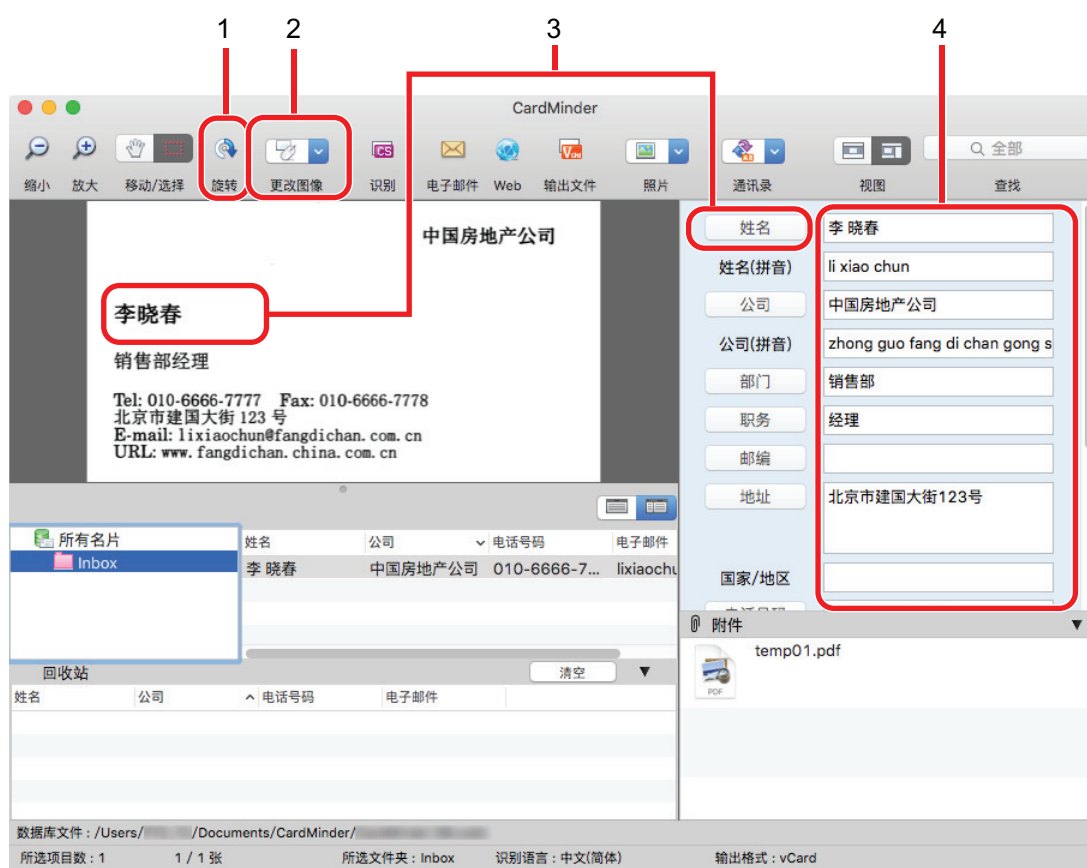 1 2 3 4
CardMinder
CS Vcard 全部
缩小 放大 移动/选择 旋转 更改图像 识别 电子邮件 Web 输出文件 照片 通讯录 视图 查找
中国房地产公司
李晓春
销售部经理
Tel: 010-6666-7777 Fax: 010-6666-7778
北京市建国大街 123 号
E-mail: lixiaochun@fangdichan.com.cn
URL: www.fangdichan.china.com.cn
姓名 李 晓春
姓名(拼音) li xiao chun
公司 中国房地产公司
公司(拼音) zhong guo fang di chan gong s
部门 销售部
职务 经理
邮编
地址 北京市建国大街123号
国家/地区
所有名片
Inbox
姓名 公司 电话号码 电子邮件
李 晓春 中国房地产公司 010-6666-7... lixiaochu
回收站 清空
姓名 公司 电话号码 电子邮件
附件
temp01.pdf
PDF
数据库文件 : /Users/ /Documents/CardMinder/
所选项目数 : 1 1 / 1 张 所选文件夹 : Inbox 识别语言 : 中文(简体) 输出格式 : vCard